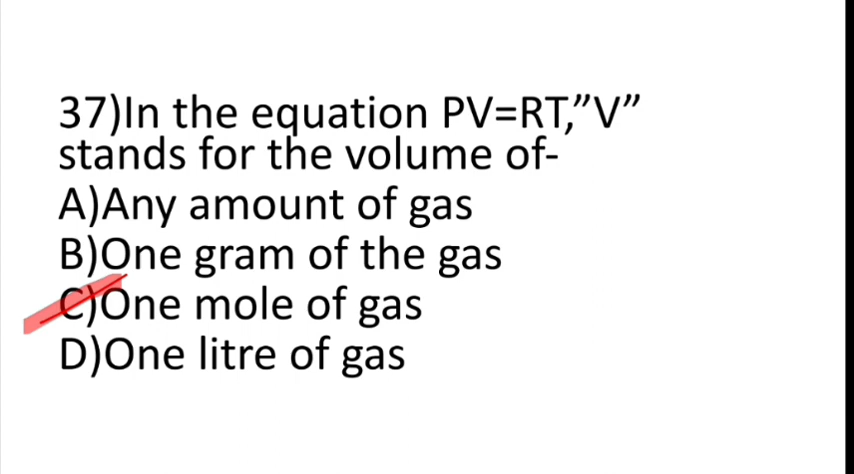 37)In the equation PV=RT,”V”
stands for the volume of-
A)Any amount of gas
B)One gram of the gas
C)One mole of gas
D)One litre of gas